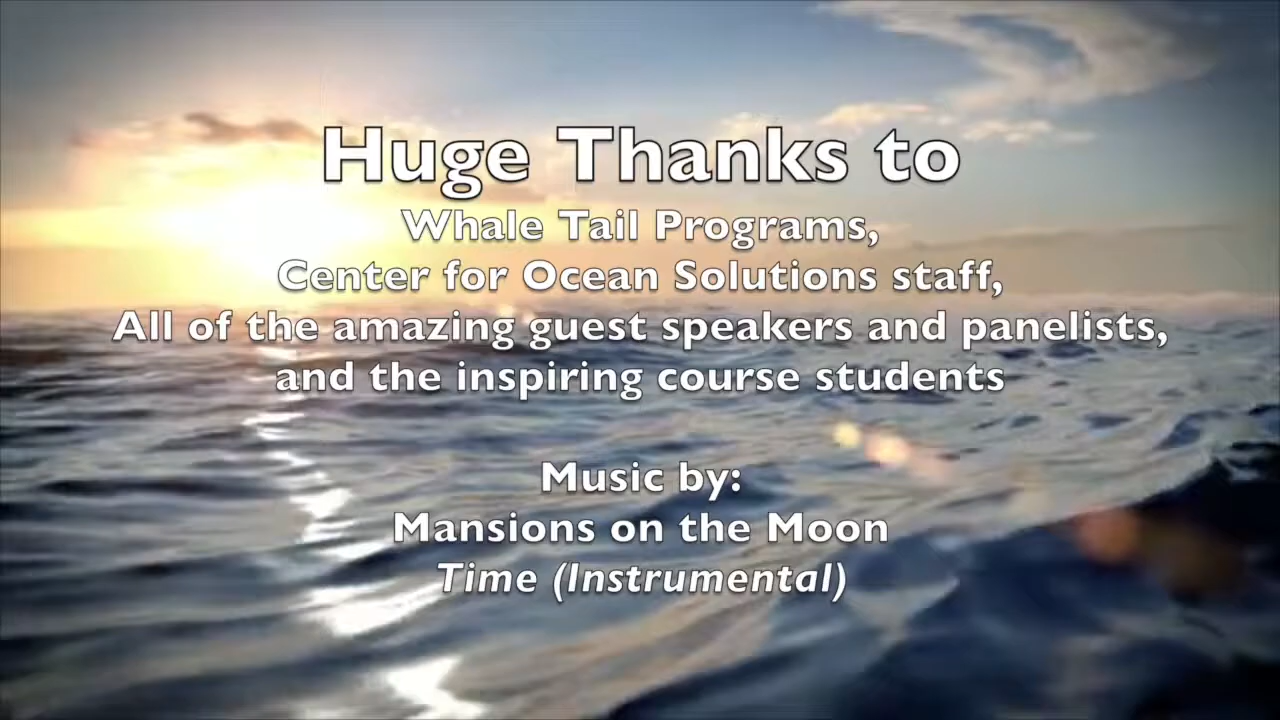 Huge Thanks to
Whale Tail Programs,
Center for Ocean Solutions staff,
All of the amazing guest speakers and panelists,
and the inspiring course students
Music by:
Mansions on the Moon
Time (Instrumental)